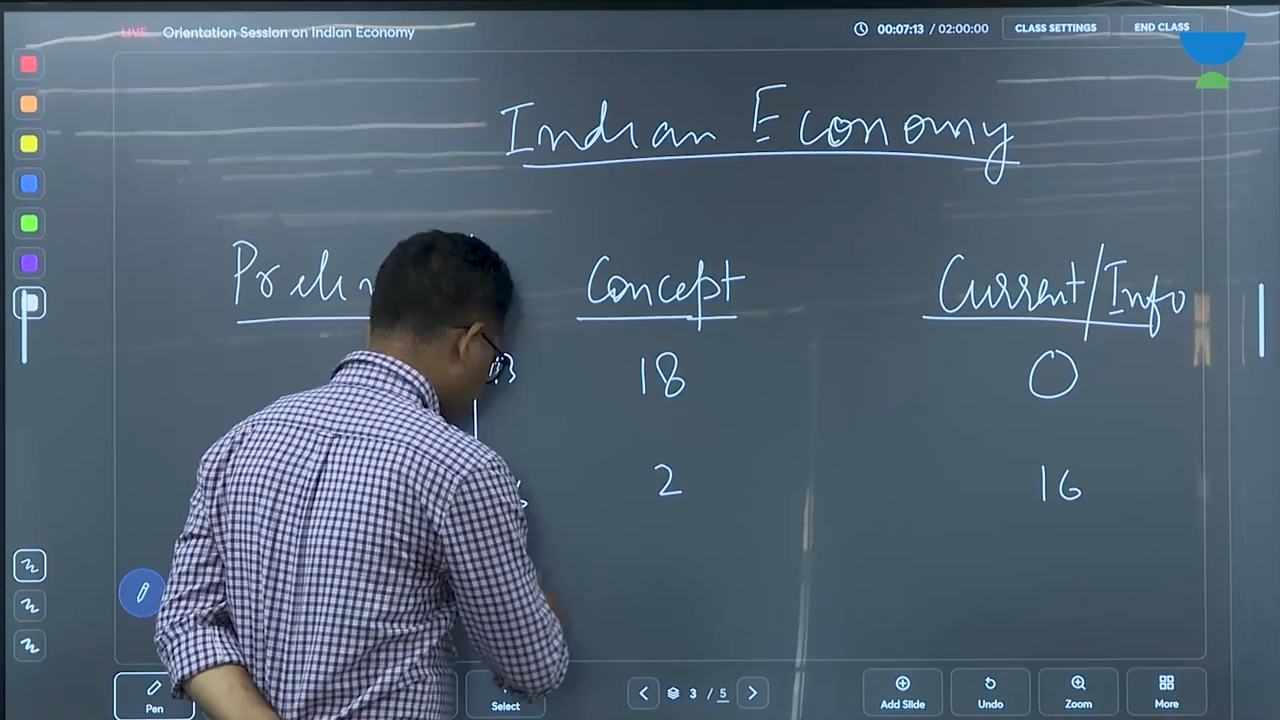 LIVE Orientation Session on Indian Economy 00:07:13 / 02:00:00 CLASS SETTINGS END CLASS
Indian Economy
Concept Current/Info
18 0
2 16
Pen Select 3 / 5 Add Slide Undo Zoom More